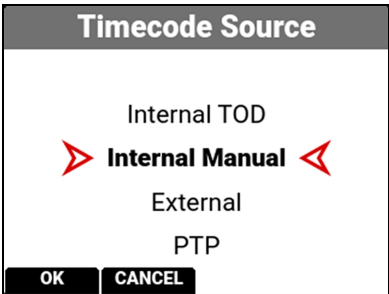 Timecode Source
Internal TOD
Internal Manual
External
PTP
OK CANCEL